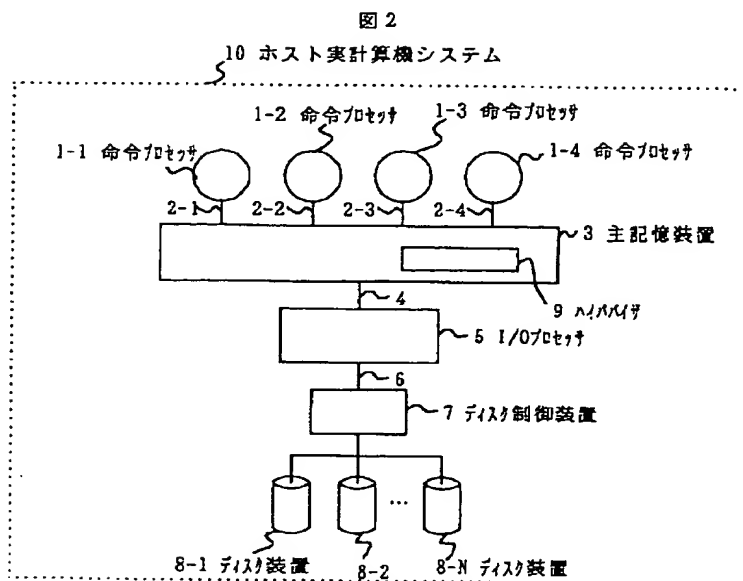 図2
10 ホスト実計算機システム
1-2 命令プロセッサ
1-3 命令プロセッサ
1-1 命令プロセッサ
1-4 命令プロセッサ
2-1
2-2
2-3
2-4
3 主記憶装置
9 ハイパバイザ
4
5 I/Oプロセッサ
6
7 ディスク制御装置
...
8-1 ディスク装置
8-2
8-N ディスク装置